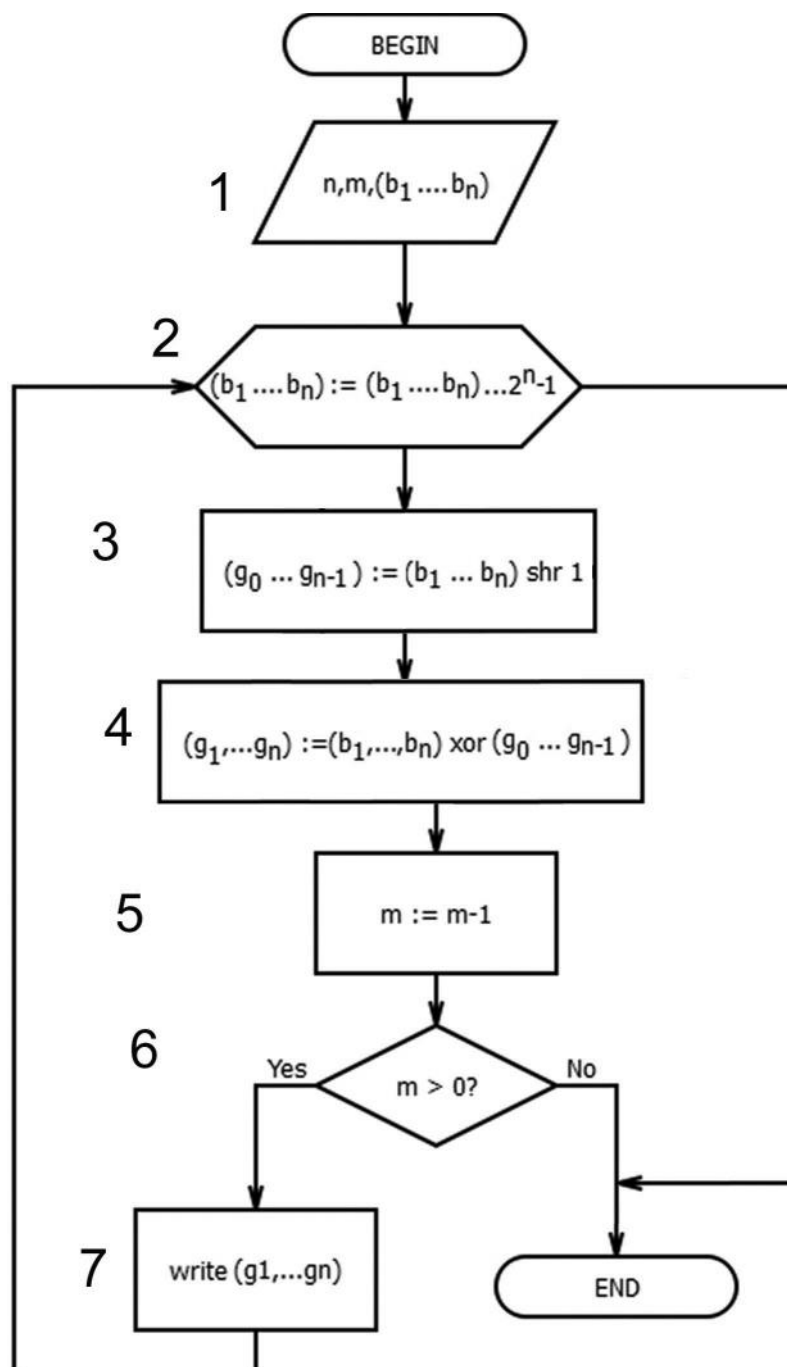 BEGIN
1
n,m,(b₁ ....bₙ)
2
(b₁ ....bₙ) := (b₁ ....bₙ) ...2ⁿ-1
3
(g₀ ... gₙ₋₁ ) := (b₁ ... bₙ) shr 1
4
(g₁,...gₙ) :=(b₁,...,bₙ) xor (g₀ ... gₙ₋₁ )
5
m := m-1
6
Yes
m > 0?
No
7
write (g1,...gn)
END